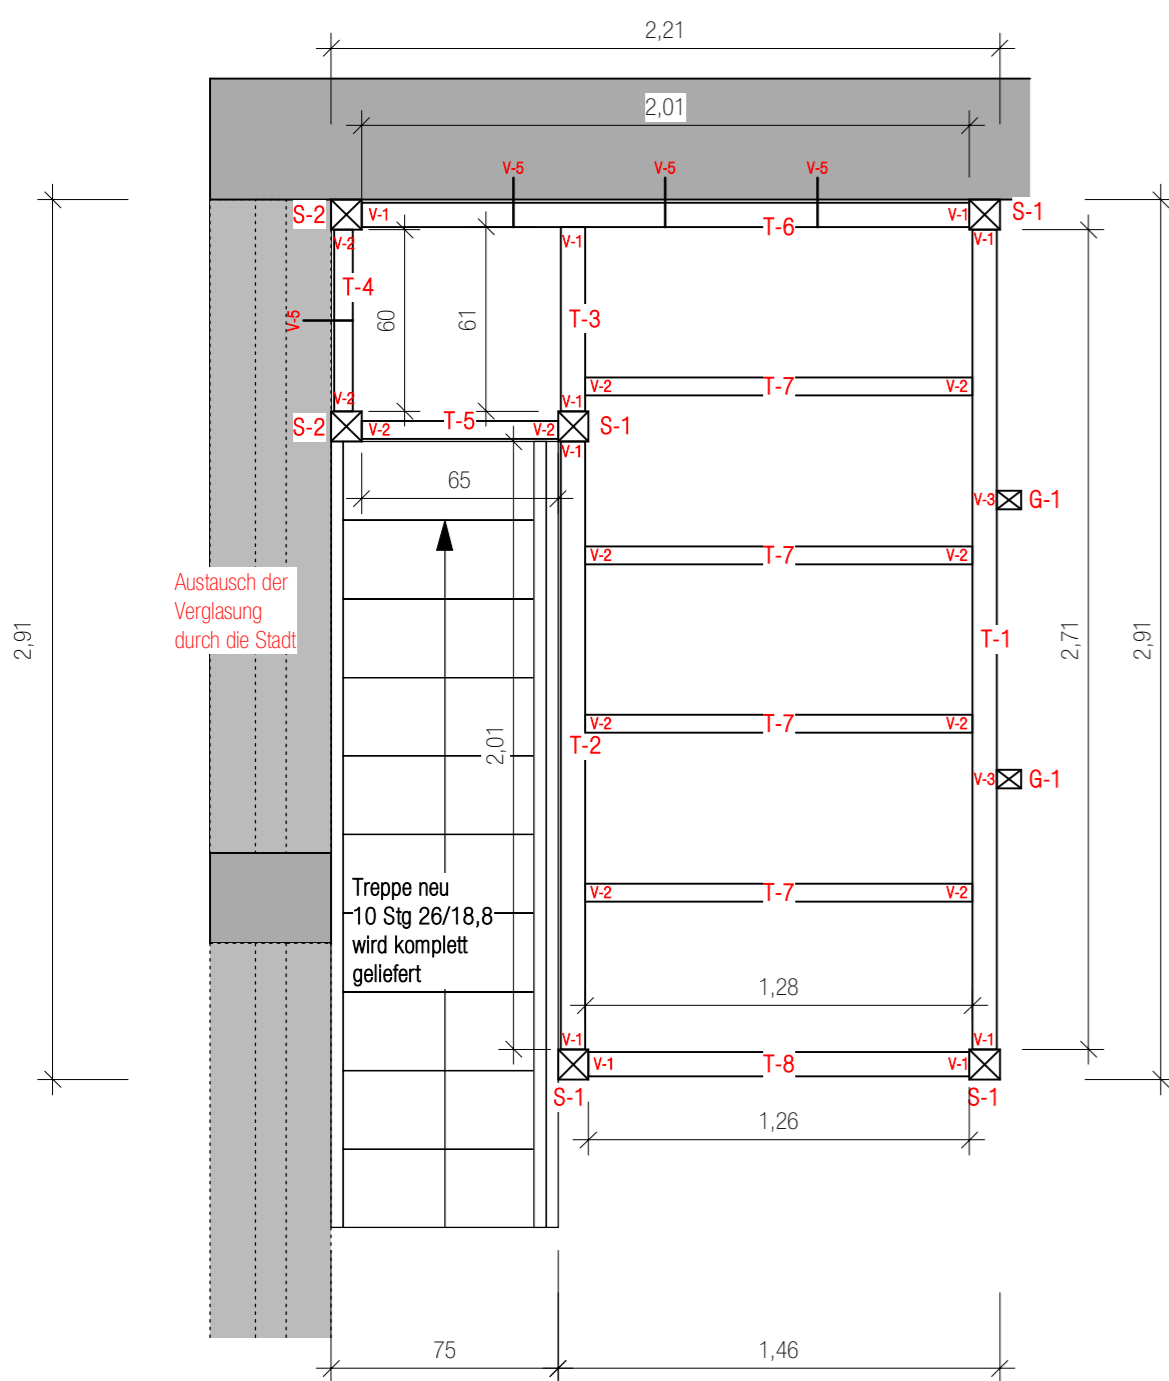 2,21
2,01
V-5 V-5 V-5
S-2 V-1 V-1 S-1
T-6
V-2 V-1 V-1
T-4
V-5 60 61 T-3
V-2 T-7 V-2
V-2 V-1
S-2 V-2 T-5 V-2 S-1
V-1
65
V-3 G-1
V-2 T-7 V-2
Austausch der
Verglasung
durch die Stadt
2,91
T-1 2,71 2,91
V-2 T-7 V-2
2,01 T-2
V-3 G-1
Treppe neu
10 Stg 26/18,8
wird komplett
geliefert
V-2 T-7 V-2
1,28
V-1 V-1
V-1 T-8 V-1
S-1 S-1
1,26
75 1,46